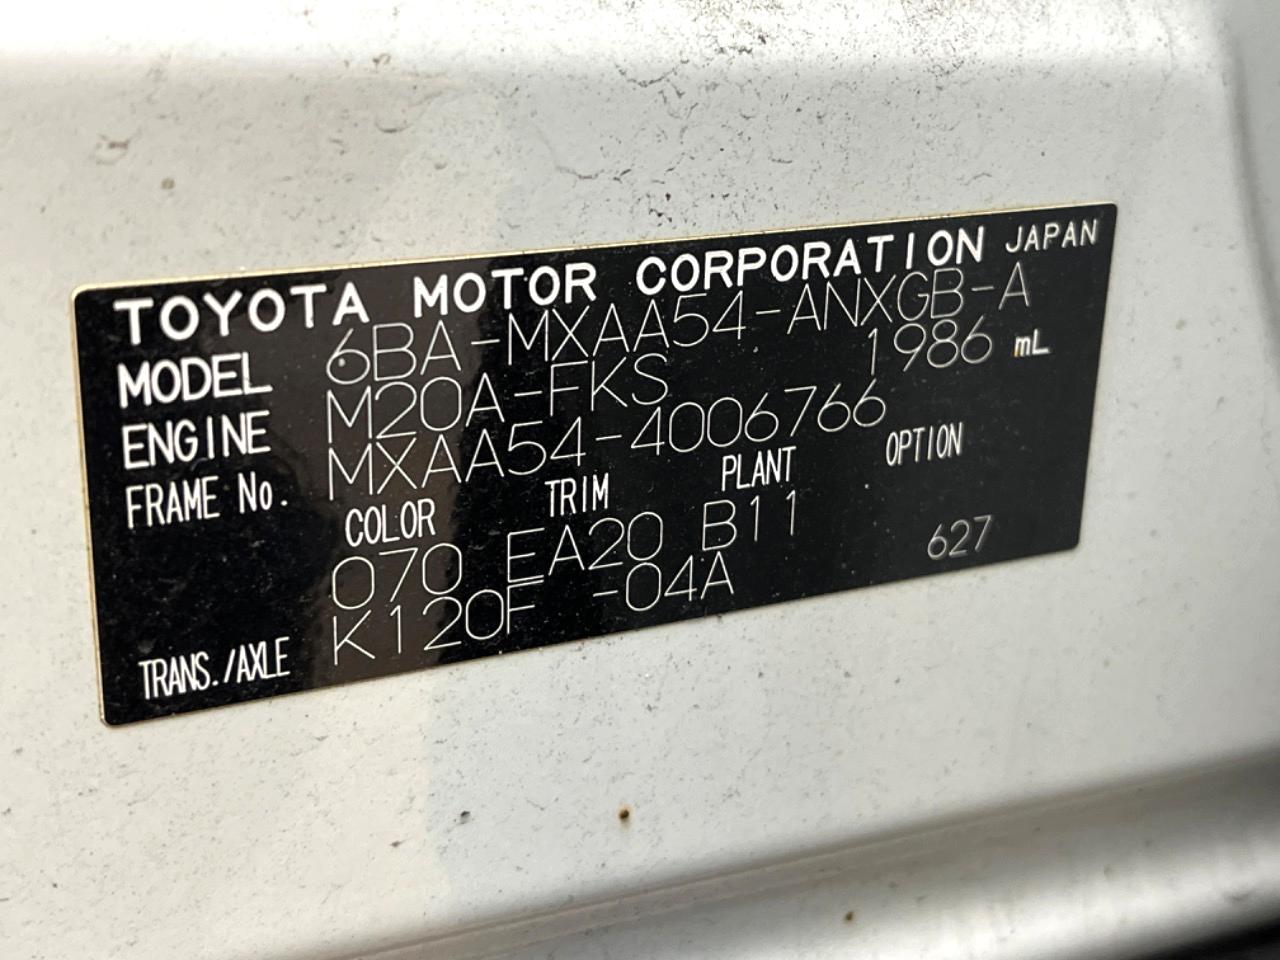 TOYOTA MOTOR CORPORATION JAPAN
MODEL 6BA-MXAA54-ANXGB-A
ENGINE M20A-FKS 1986 mL
FRAME No. MXAA54-4006766
COLOR TRIM PLANT OPTION
070 EA20 B11 627
TRANS./AXLE K120F -04A